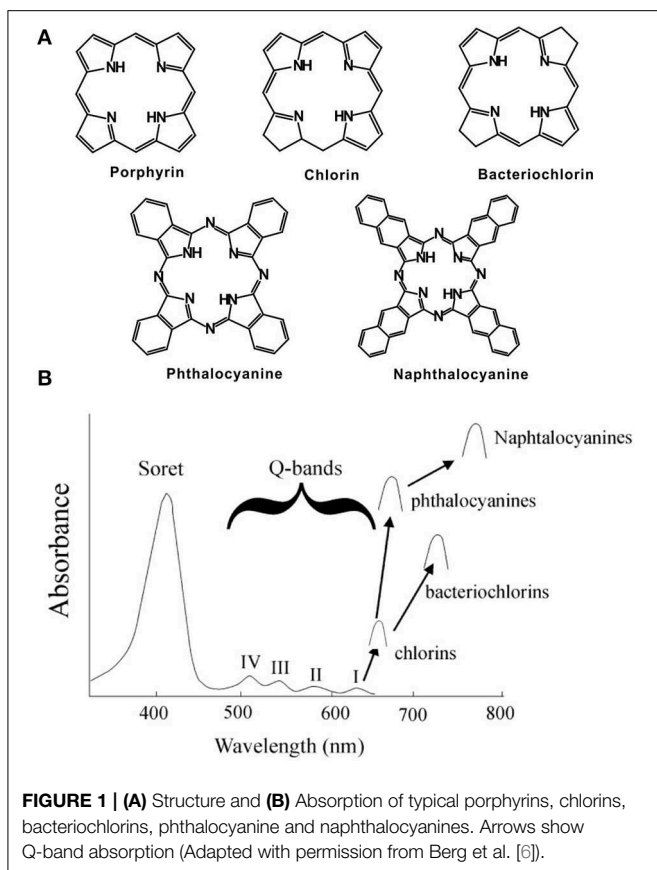 A
NH
N
N
HN
Porphyrin
NH
N
N
HN
Chlorin
NH
N
N
HN
Bacteriochlorin
N
NH
N
N
N
N
HN
N
Phthalocyanine
N
NH
N
N
N
N
HN
N
Naphthalocyanine
B
Absorbance
Soret
Q-bands
Naphtalocyanines
phthalocyanines
bacteriochlorins
chlorins
IV
III
II
I
400
500
600
700
800
Wavelength (nm)
FIGURE 1 | (A) Structure and (B) Absorption of typical porphyrins, chlorins,
bacteriochlorins, phthalocyanine and naphthalocyanines. Arrows show
Q-band absorption (Adapted with permission from Berg et al. [6]).